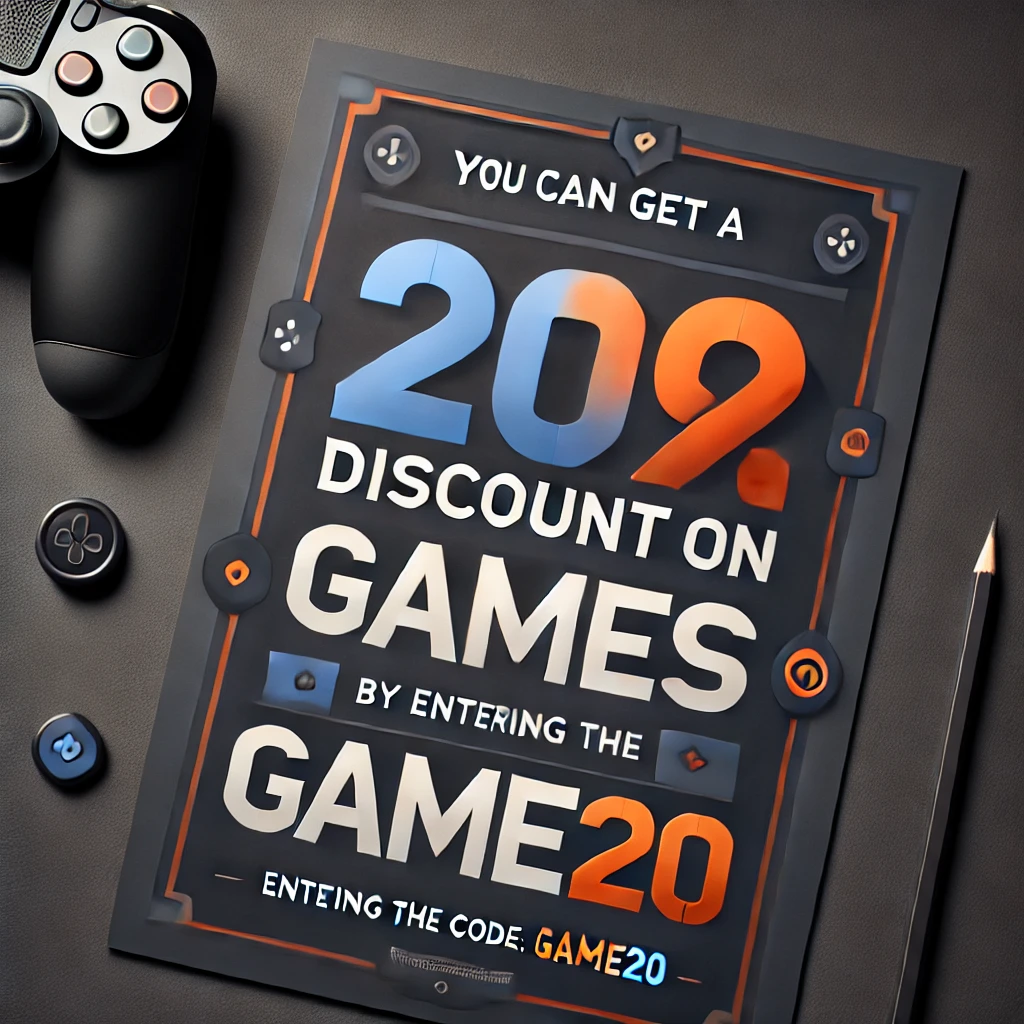 YOU CAN GET A
209.
DISCOUNT ON
GAMES
BY ENTERING THE
GAME20
ENTEING THE CODE: GAME20